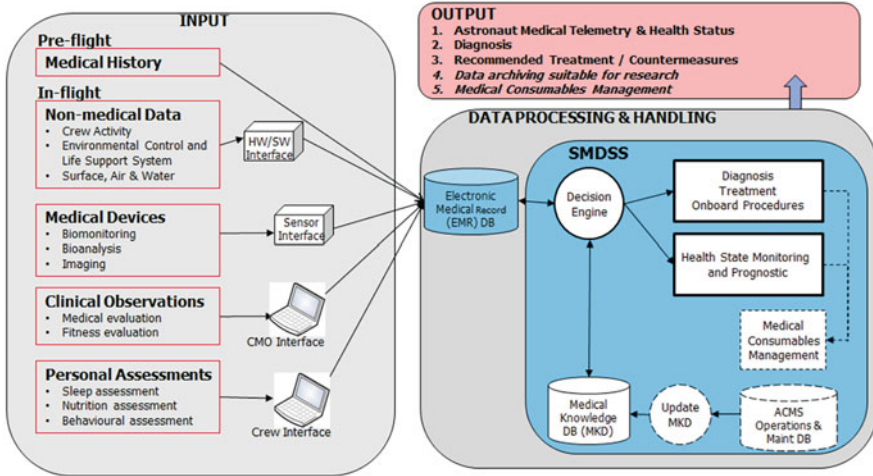 INPUT
Pre-flight
Medical History
In-flight
Non-medical Data
• Crew Activity
• Environmental Control and
Life Support System
• Surface, Air & Water
HW/SW
Interface
Medical Devices
• Biomonitoring
• Bioanalysis
• Imaging
Sensor
Interface
Clinical Observations
• Medical evaluation
• Fitness evaluation
CMO Interface
Personal Assessments
• Sleep assessment
• Nutrition assessment
• Behavioural assessment
Crew Interface
OUTPUT
1. Astronaut Medical Telemetry & Health Status
2. Diagnosis
3. Recommended Treatment / Countermeasures
4. Data archiving suitable for research
5. Medical Consumables Management
DATA PROCESSING & HANDLING
SMDSS
Electronic
Medical Record
(EMR) DB
Decision
Engine
Diagnosis
Treatment
Onboard Procedures
Health State Monitoring
and Prognostic
Medical
Consumables
Management
Medical
Knowledge
DB (MKD)
Update
MKD
ACMS
Operations &
Maint DB